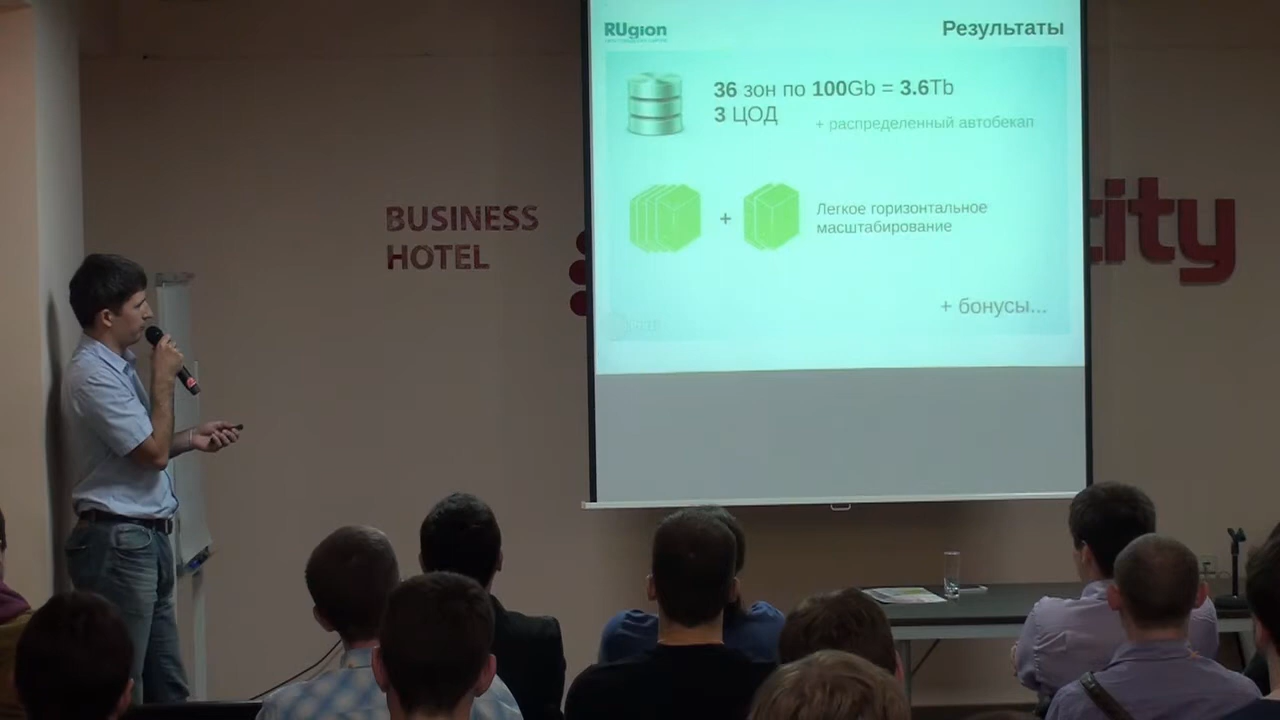 RUgion
Результаты
36 зон по 100Gb = 3.6Tb
3 ЦОД
+ распределенный автобекап
+
Легкое горизонтальное
масштабирование
+ бонусы...
BUSINESS
HOTEL
city